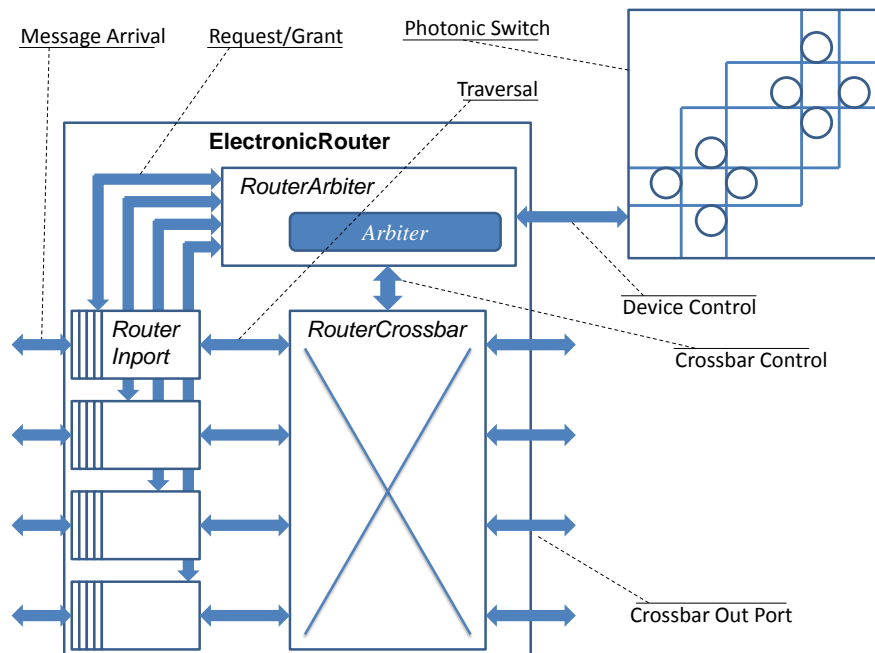 Message Arrival
Request/Grant
Photonic Switch
Traversal
ElectronicRouter
RouterArbiter
Arbiter
Device Control
Router
Inport
RouterCrossbar
Crossbar Control
Crossbar Out Port